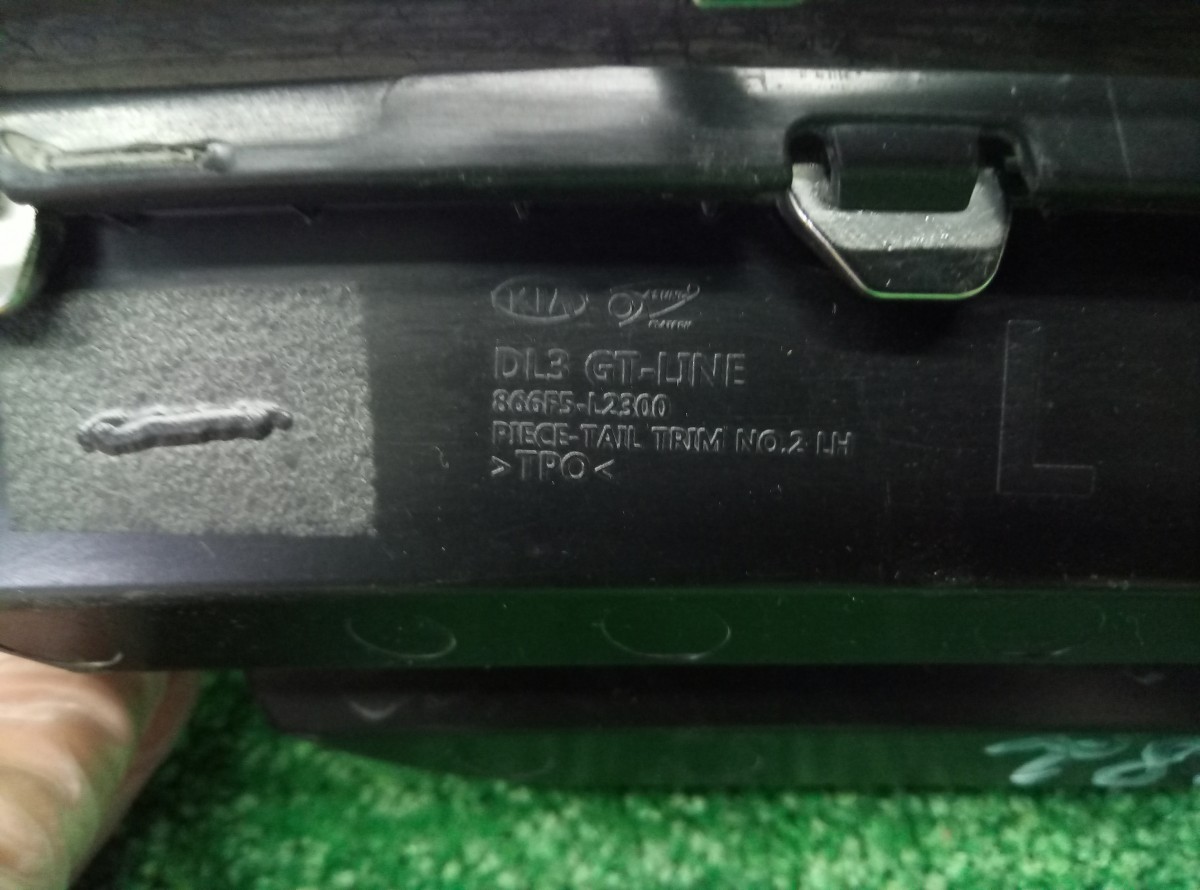 KIA
DL3 GT-LINE
866F5-L2300
PIECE-TAIL TRIM NO.2 LH
>TPO<
L